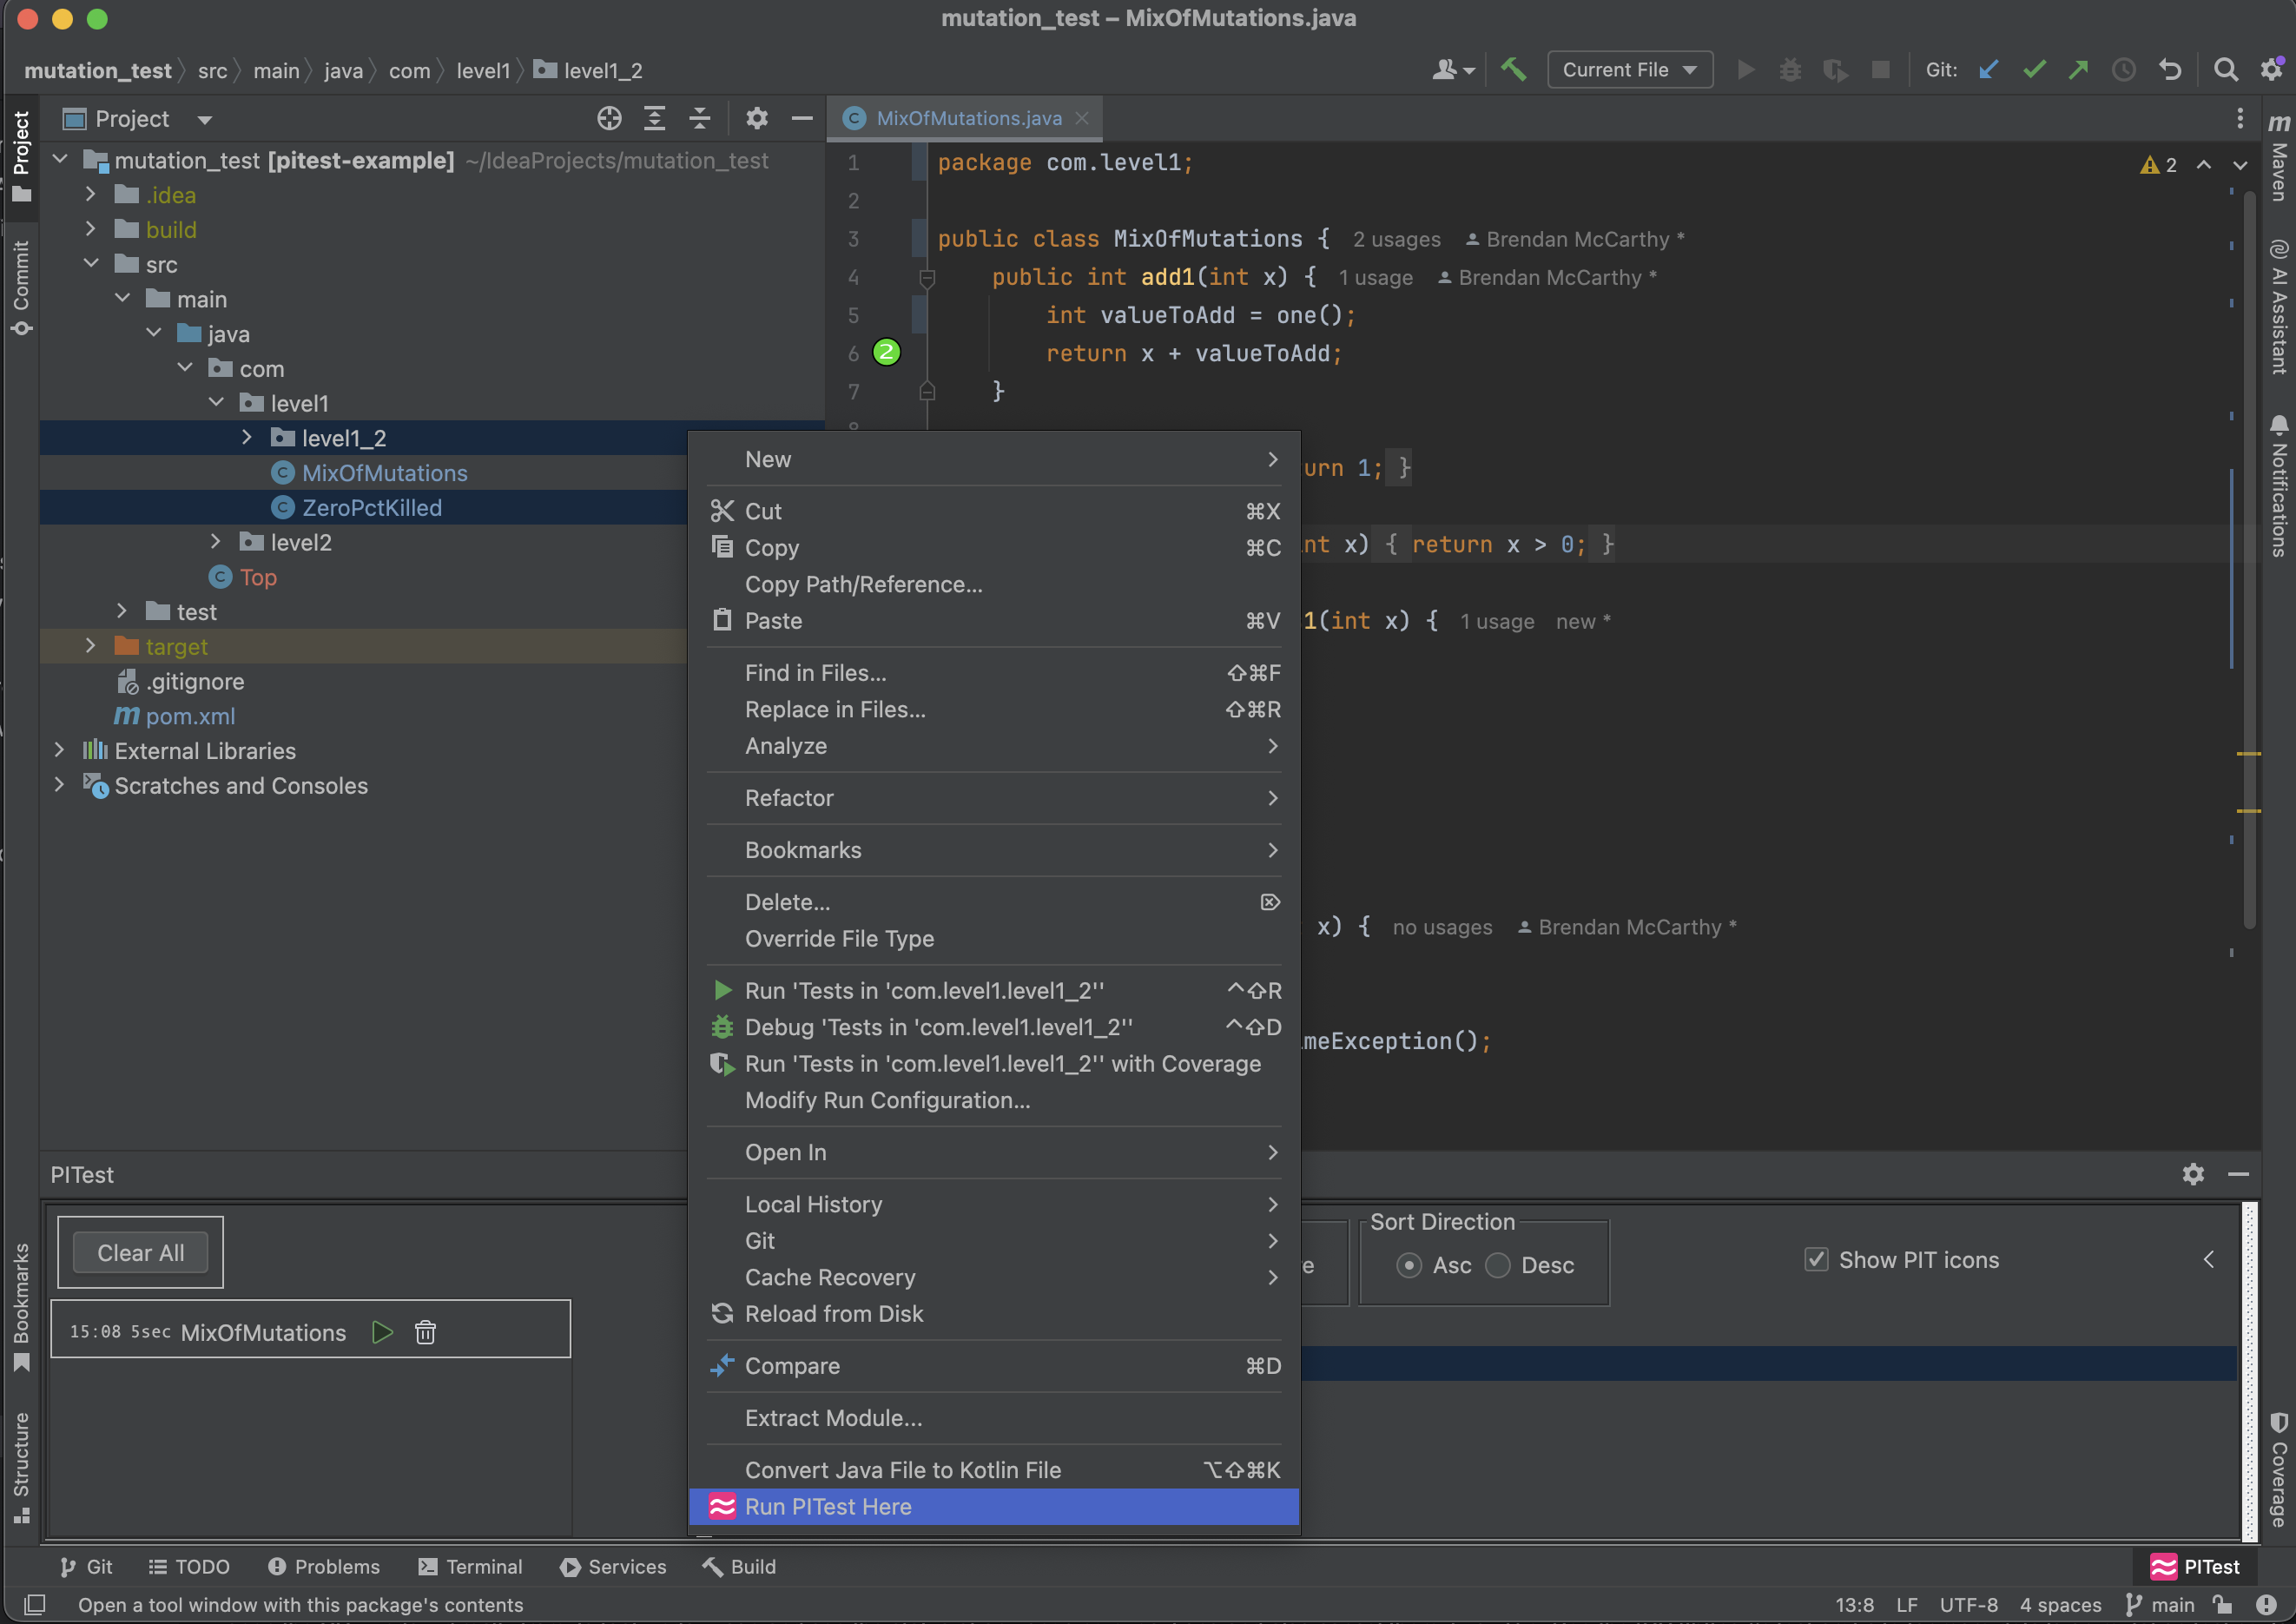 mutation_test – MixOfMutations.java
mutation_test src main java com level1 level1_2
Current File
Git:
Project
Commit
Bookmarks
Structure
Project
mutation_test [pitest-example] ~/IdeaProjects/mutation_test
.idea
build
src
main
java
com
level1
level1_2
MixOfMutations
ZeroPctKilled
level2
Top
test
target
.gitignore
pom.xml
External Libraries
Scratches and Consoles
MixOfMutations.java
2
1 package com.level1;
2
3 public class MixOfMutations { 2 usages Brendan McCarthy *
4 public int add1(int x) { 1 usage Brendan McCarthy *
5 int valueToAdd = one();
6 2 return x + valueToAdd;
7 }
8
urn 1; }
nt x) { return x > 0; }
1(int x) { 1 usage new *
x) { no usages Brendan McCarthy *
meException();
New
Cut ⌘X
Copy ⌘C
Copy Path/Reference...
Paste ⌘V
Find in Files... ⇧⌘F
Replace in Files... ⇧⌘R
Analyze
Refactor
Bookmarks
Delete... ⌦
Override File Type
Run 'Tests in 'com.level1.level1_2'' ^⇧R
Debug 'Tests in 'com.level1.level1_2'' ^⇧D
Run 'Tests in 'com.level1.level1_2'' with Coverage
Modify Run Configuration...
Open In
Local History
Git
Cache Recovery
Reload from Disk
Compare ⌘D
Extract Module...
Convert Java File to Kotlin File ⌥⇧⌘K
Run PITest Here
m Maven
AI Assistant
Notifications
Coverage
PITest
Clear All
15:08 5sec MixOfMutations
re
Sort Direction
Asc Desc
Show PIT icons
Git TODO Problems Terminal Services Build
PITest
Open a tool window with this package's contents
13:8 LF UTF-8 4 spaces main